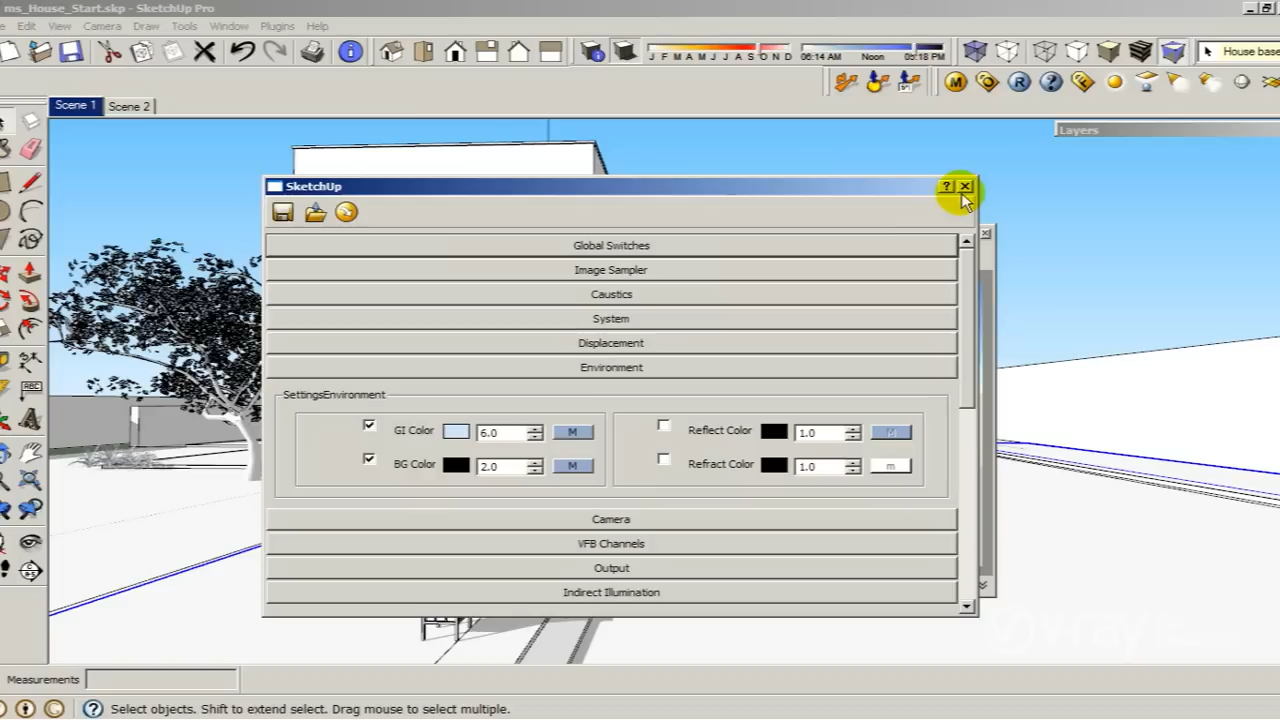 ms_House_Start.skp - SketchUp Pro
Edit View Camera Draw Tools Window Plugins Help
J F M A M J J A S O N D 06:14 AM Noon 05:18 PM House base
M R ?
Scene 1 Scene 2
Layers
SketchUp
Global Switches
Image Sampler
Caustics
System
Displacement
Environment
SettingsEnvironment
GI Color 6.0 M Reflect Color 1.0 M
BG Color 2.0 M Refract Color 1.0 m
Camera
VFB Channels
Output
Indirect Illumination
ABC
v-ray
Measurements
Select objects. Shift to extend select. Drag mouse to select multiple.